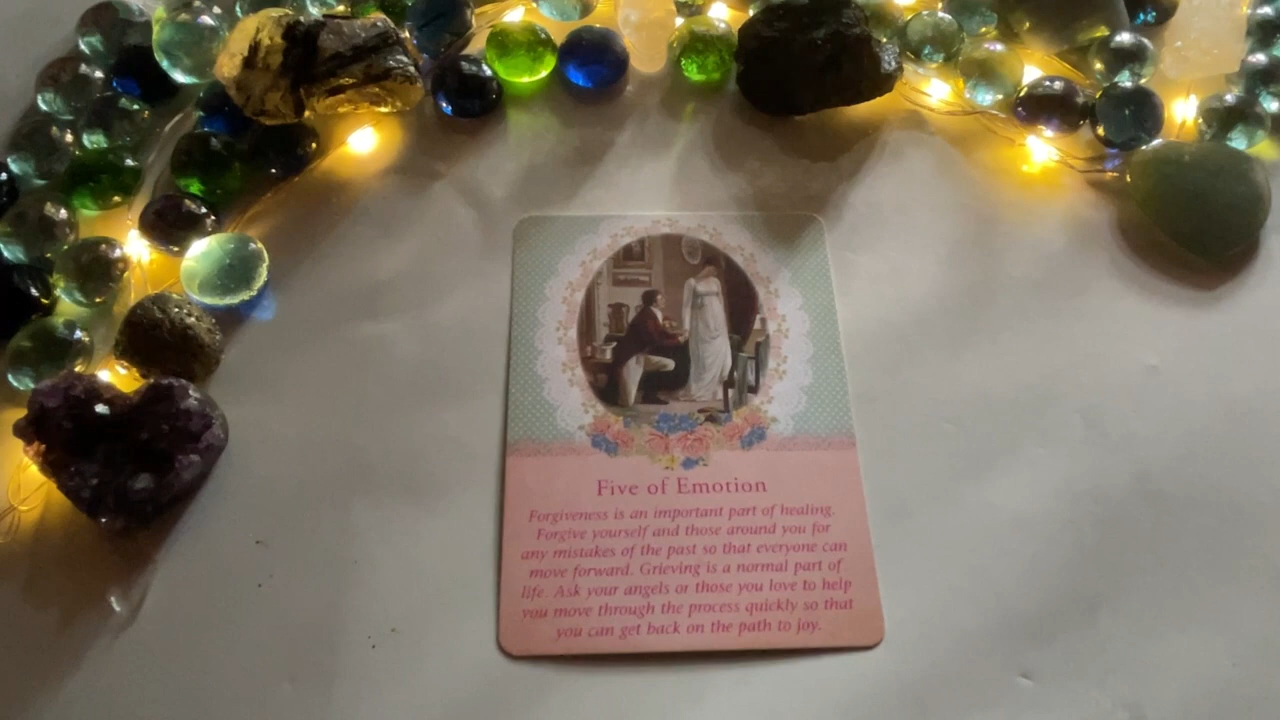 Five of Emotion
Forgiveness is an important part of healing.
Forgive yourself and those around you for
any mistakes of the past so that everyone can
move forward. Grieving is a normal part of
life. Ask your angels or those you love to help
you move through the process quickly so that
you can get back on the path to joy.